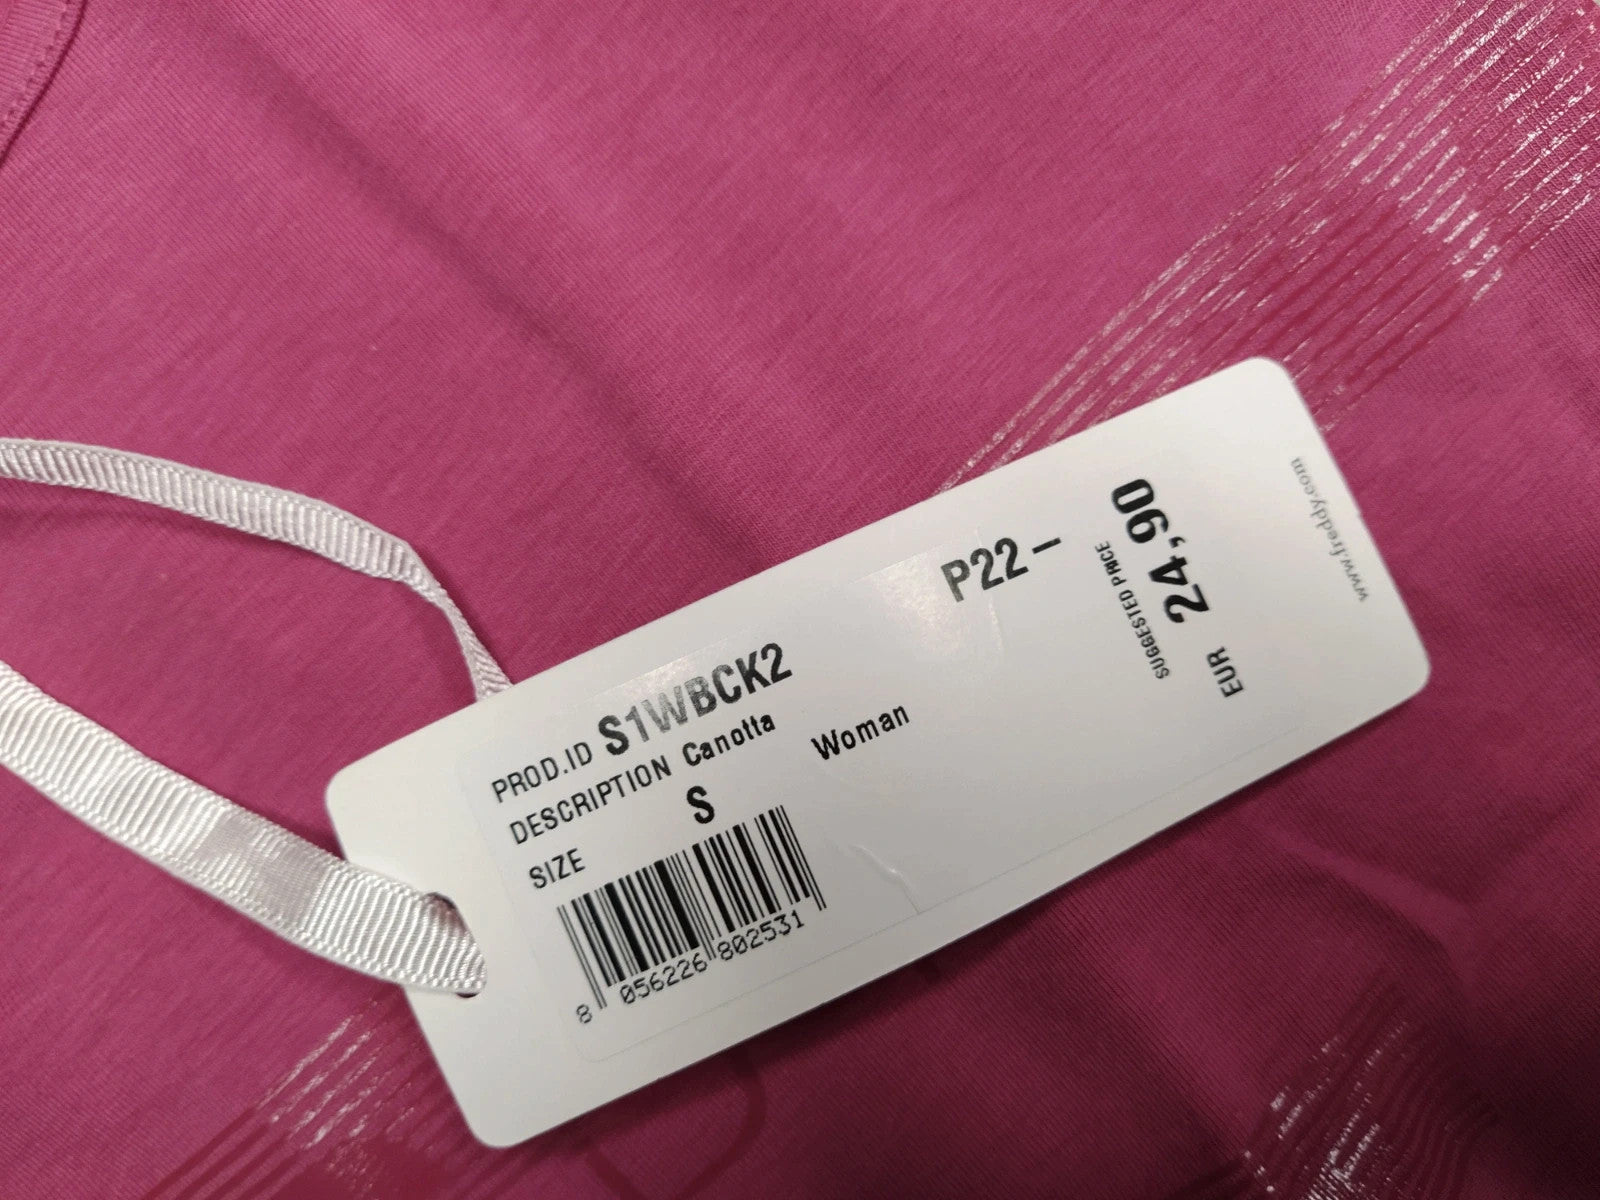 PROD.ID S1WBCK2 P22 –
DESCRIPTION Canotta Woman
SIZE S
8 056226 802531
SUGGESTED PRICE
EUR 24,90
www.freddy.com